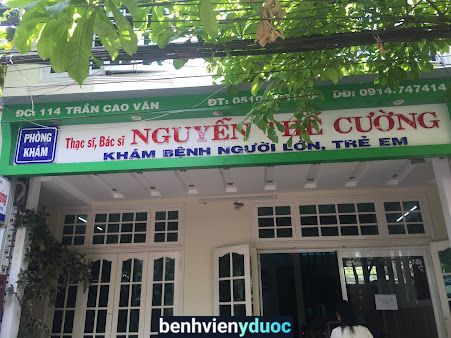 ĐC: 114 TRẦN CAO VÂN ĐT: 0510 DĐ: 0914.747414
PHÒNG KHÁM
Thạc sĩ, Bác sĩ NGUYỄN THẾ CƯỜNG
KHÁM BỆNH NGƯỜI LỚN, TRẺ EM
benhvienyduoc